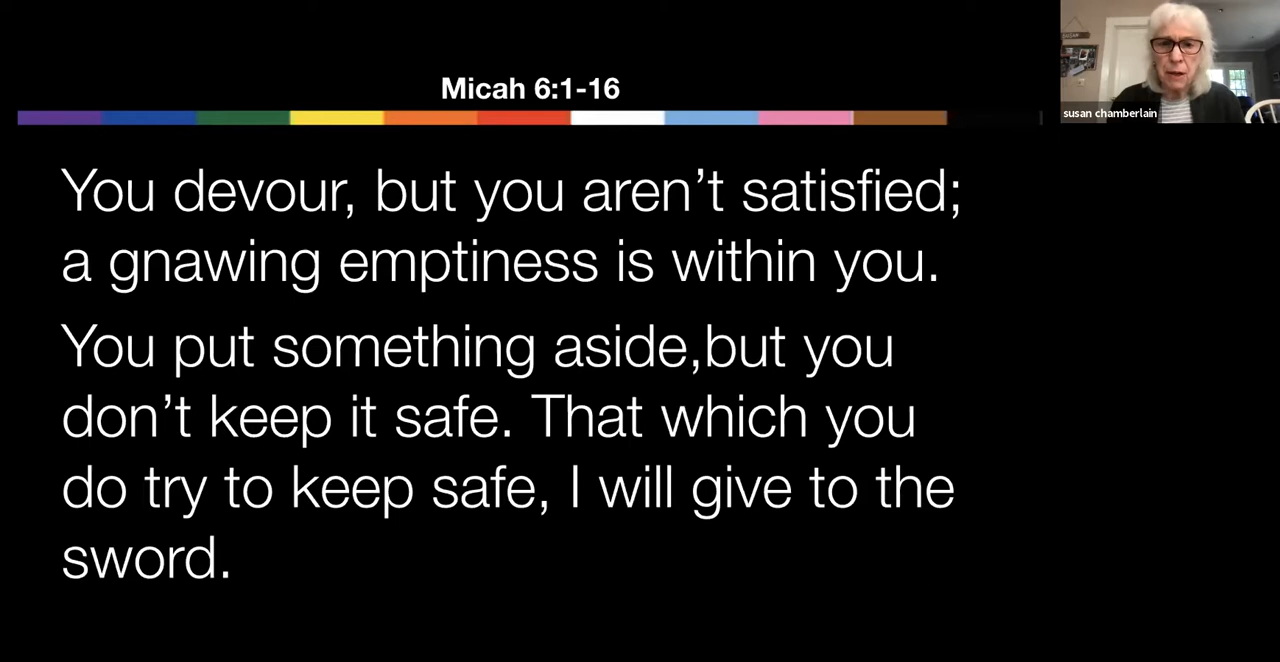 Micah 6:1-16
susan chamberlain
You devour, but you aren’t satisfied;
a gnawing emptiness is within you.
You put something aside,but you
don’t keep it safe. That which you
do try to keep safe, I will give to the
sword.